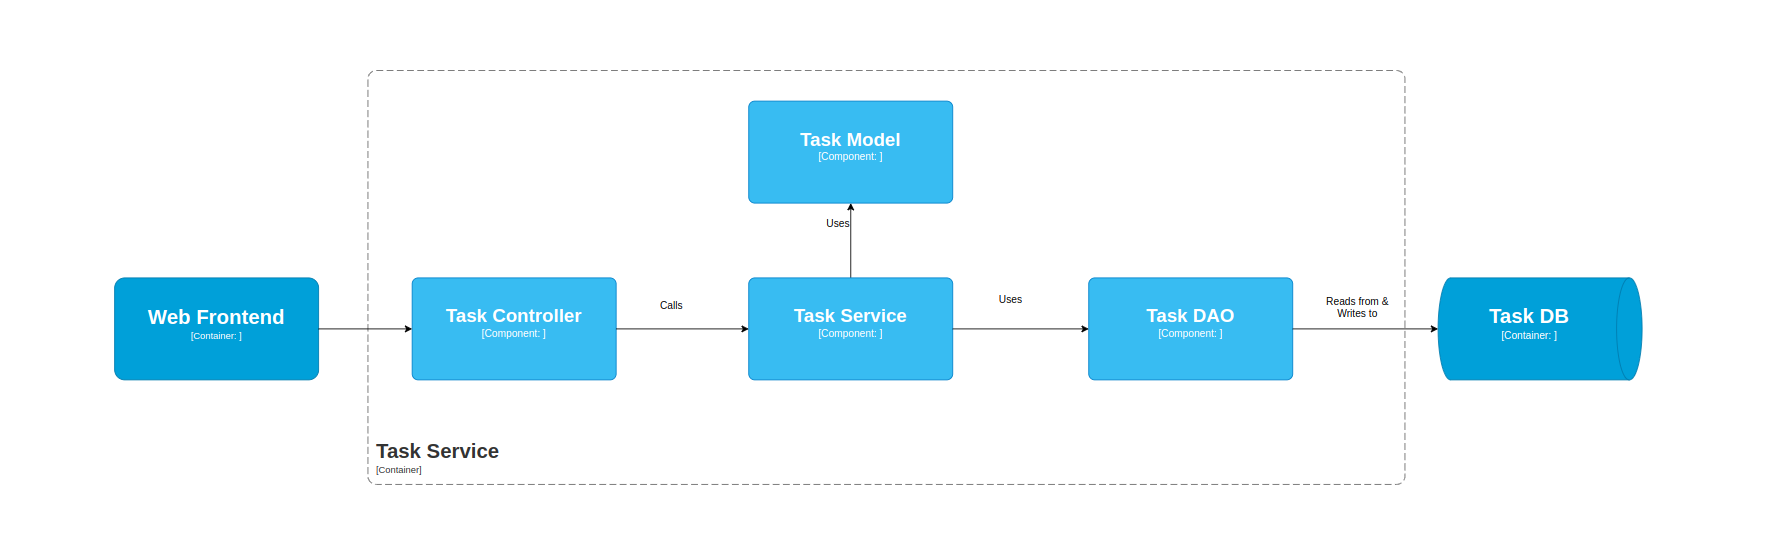 Task Model
[Component: ]
Uses
Web Frontend
[Container: ]
Task Controller
[Component: ]
Calls
Task Service
[Component: ]
Uses
Task DAO
[Component: ]
Reads from &
Writes to
Task DB
[Container: ]
Task Service
[Container]